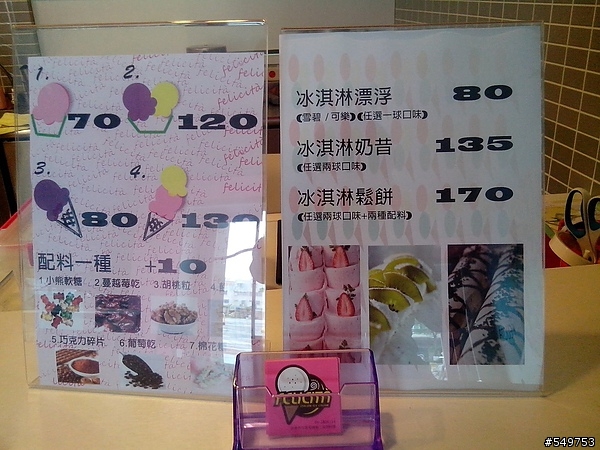 1.
2.
70
120
3.
4.
80
130
配料一種 +10
1.小熊軟糖 2.蔓越莓乾 3.胡桃粒 4.
5.巧克力碎片 6.葡萄乾 7.棉花糖
冰淇淋漂浮 80
(雪碧 / 可樂) (任選一球口味)
冰淇淋奶昔 135
(任選兩球口味)
冰淇淋鬆餅 170
(任選兩球口味+兩種配料)
FELICITA
#549753